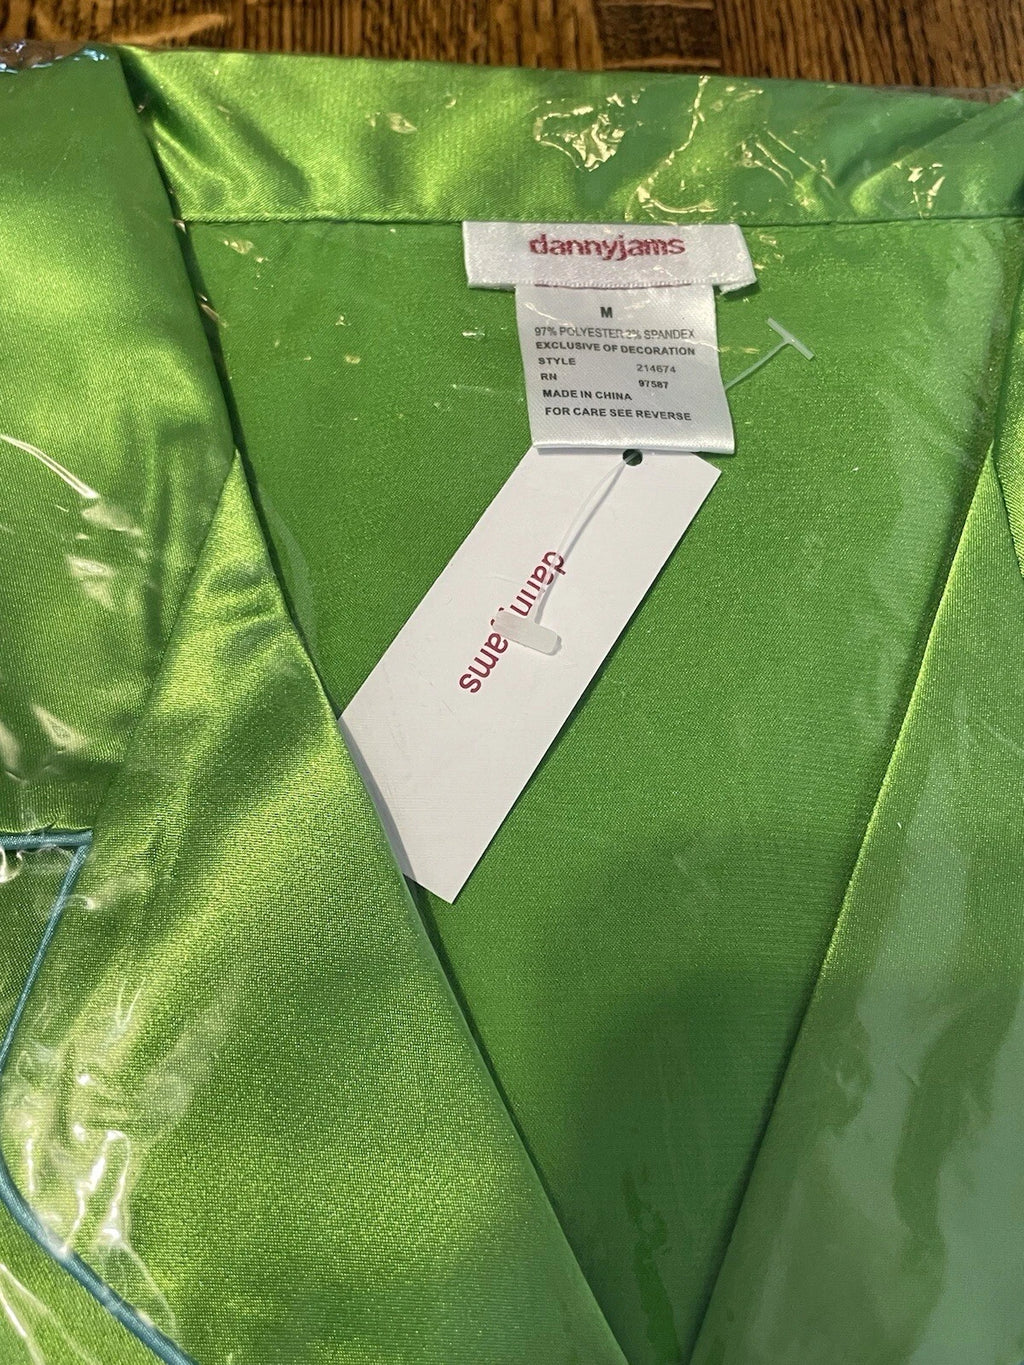 dannyjams
M
97% POLYESTER 2% SPANDEX
EXCLUSIVE OF DECORATION
STYLE 214674
RN 97587
MADE IN CHINA
FOR CARE SEE REVERSE
dannyjams